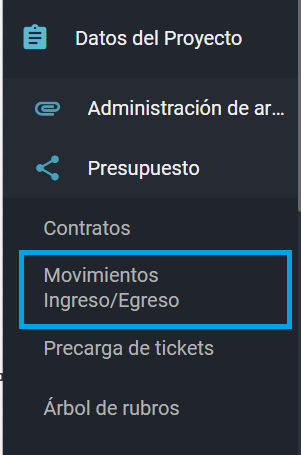 Datos del Proyecto
Administración de ar...
Presupuesto
Contratos
Movimientos
Ingreso/Egreso
Precarga de tickets
Árbol de rubros